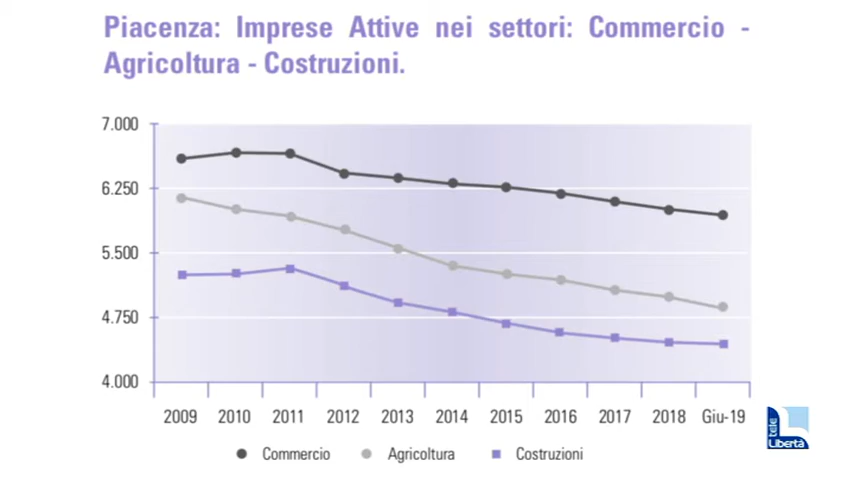 Piacenza: Imprese Attive nei settori: Commercio -
Agricoltura - Costruzioni.
7.000
6.250
5.500
4.750
4.000
2009 2010 2011 2012 2013 2014 2015 2016 2017 2018 Giu-19
Commercio Agricoltura Costruzioni
tele
Libertà